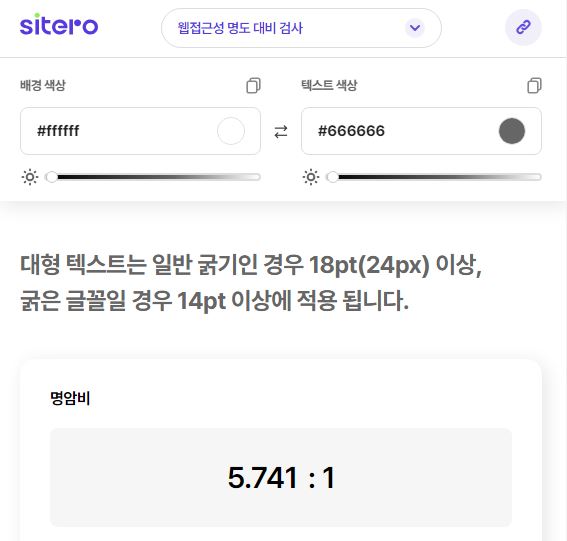 sitero
웹접근성 명도 대비 검사
배경 색상
텍스트 색상
#ffffff
#666666
대형 텍스트는 일반 굵기인 경우 18pt(24px) 이상,
굵은 글꼴일 경우 14pt 이상에 적용 됩니다.
명암비
5.741 : 1